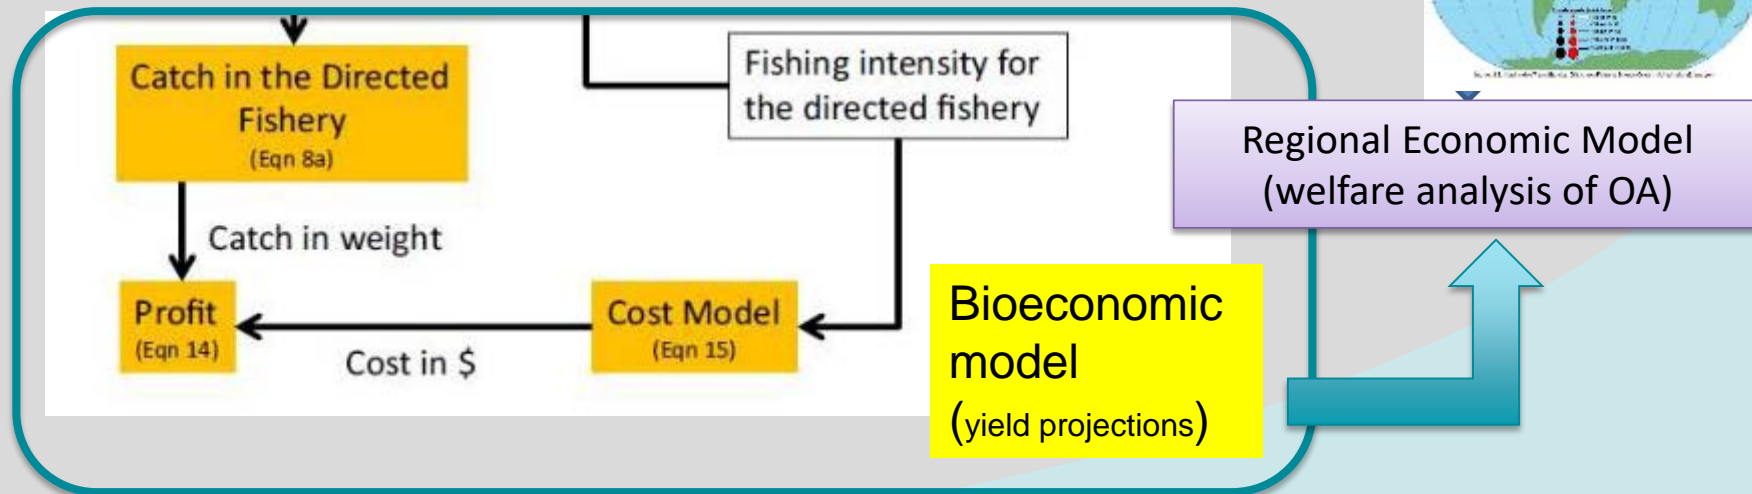 Catch in the Directed
Fishery
(Eqn 8a)
Fishing intensity for
the directed fishery
Regional Economic Model
(welfare analysis of OA)
Catch in weight
Profit
(Eqn 14)
Cost in $
Cost Model
(Eqn 15)
Bioeconomic
model
(yield projections)